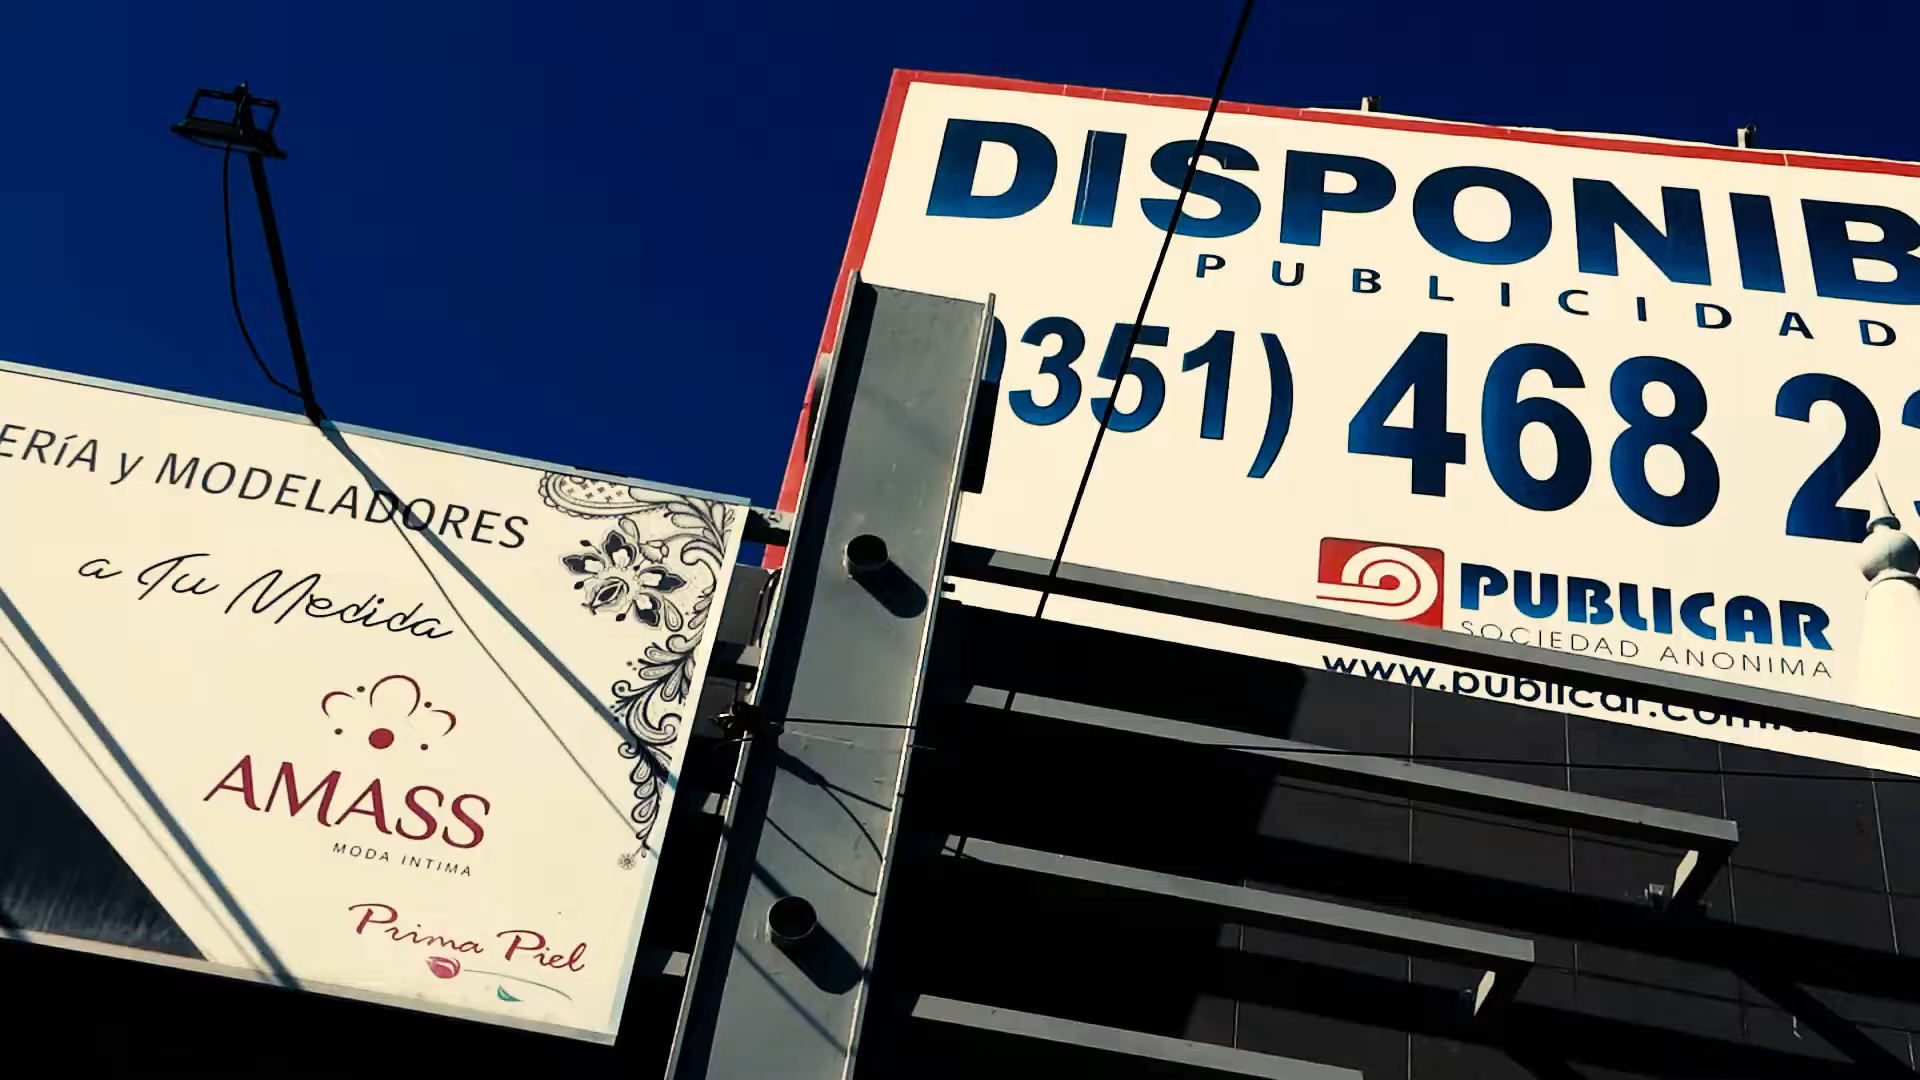 ERÍA y MODELADORES
a Tu Medida
AMASS
MODA INTIMA
Prima Piel
DISPONIB
PUBLICIDAD
351) 468 2
PUBLICAR
SOCIEDAD ANONIMA
www.publicar.com